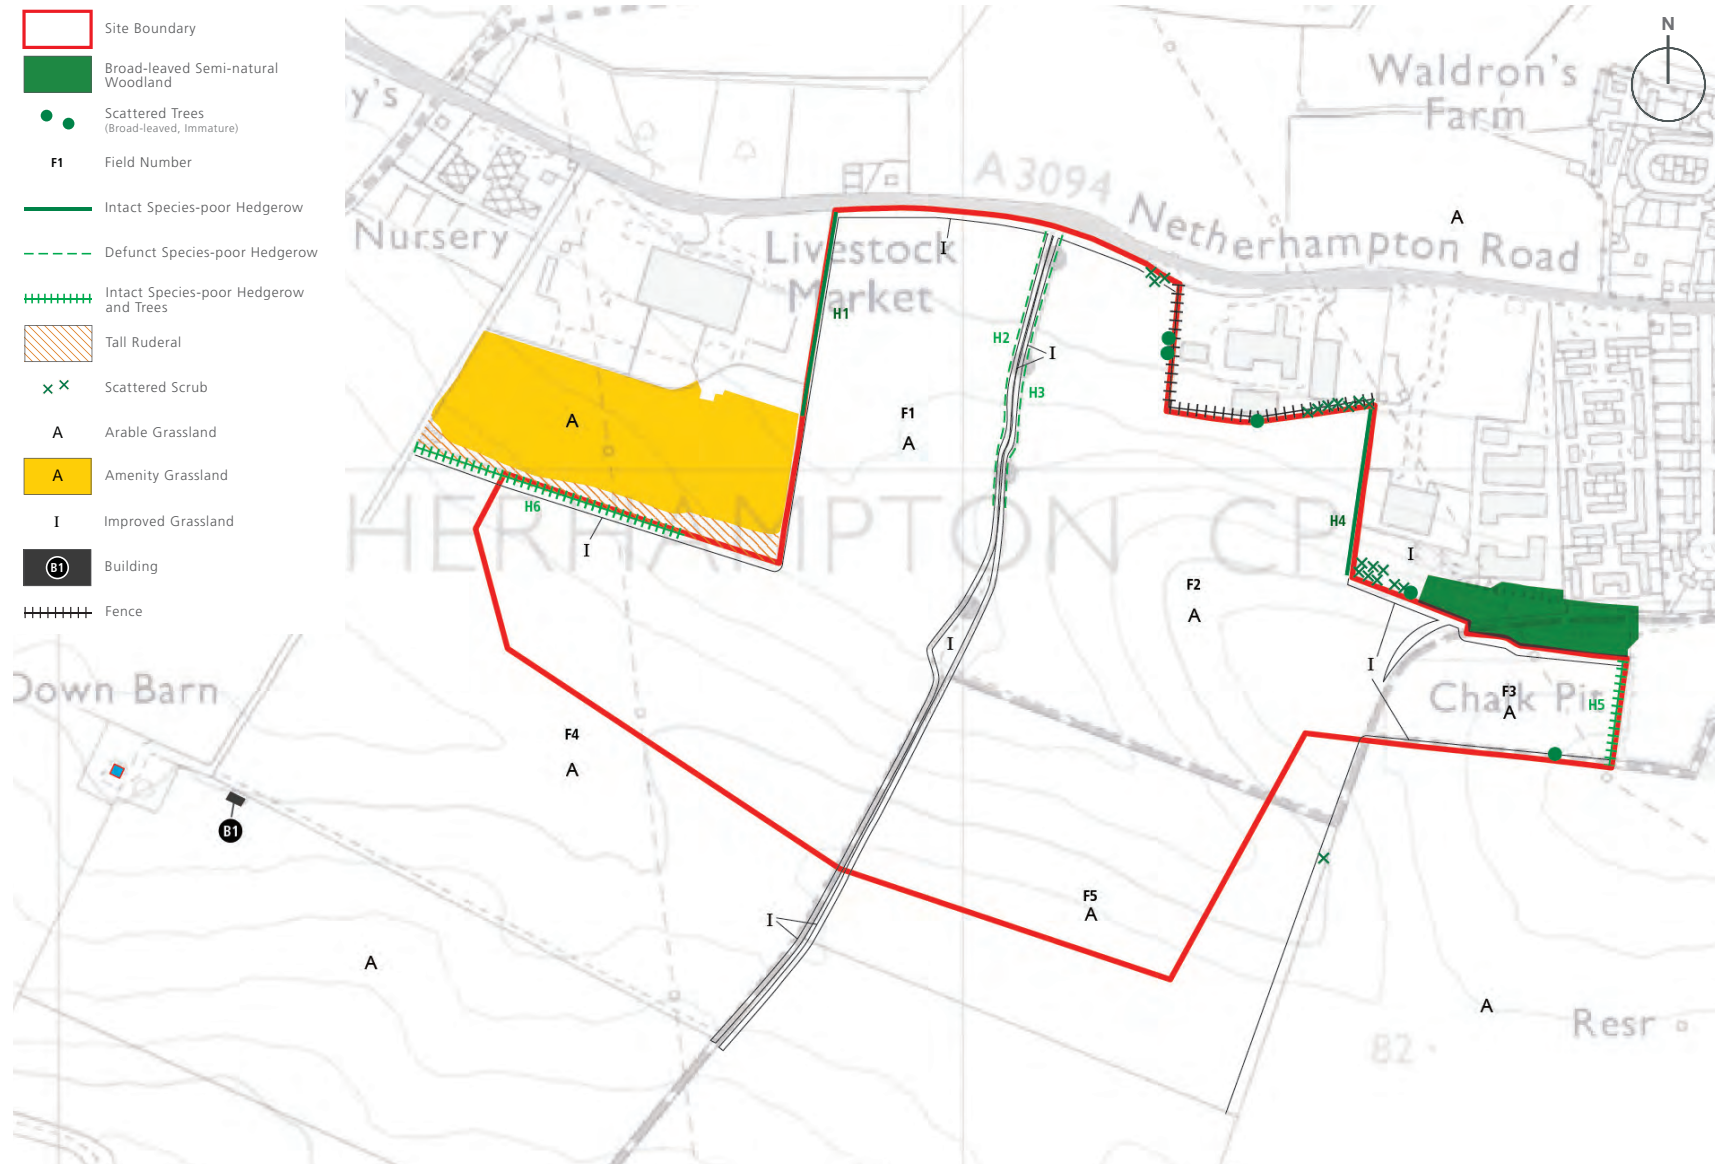 Site Boundary
Broad-leaved Semi-natural
Woodland
Scattered Trees
(Broad-leaved, Immature)
F1 Field Number
Intact Species-poor Hedgerow
Defunct Species-poor Hedgerow
Intact Species-poor Hedgerow
and Trees
Tall Ruderal
Scattered Scrub
A Arable Grassland
A Amenity Grassland
I Improved Grassland
B1 Building
Fence
N
y's
Waldron's
Farm
A 3094
Netherhampton Road
A
Nursery
Livestock
Market
I
H1
H2
I
H3
F1
A
A
H6
I
HERHAMPTON CP
H4
I
F2
A
I
I
F3
A
Chalk Pit
H5
Down Barn
F4
A
B1
F5
A
I
A
A
Resr
82